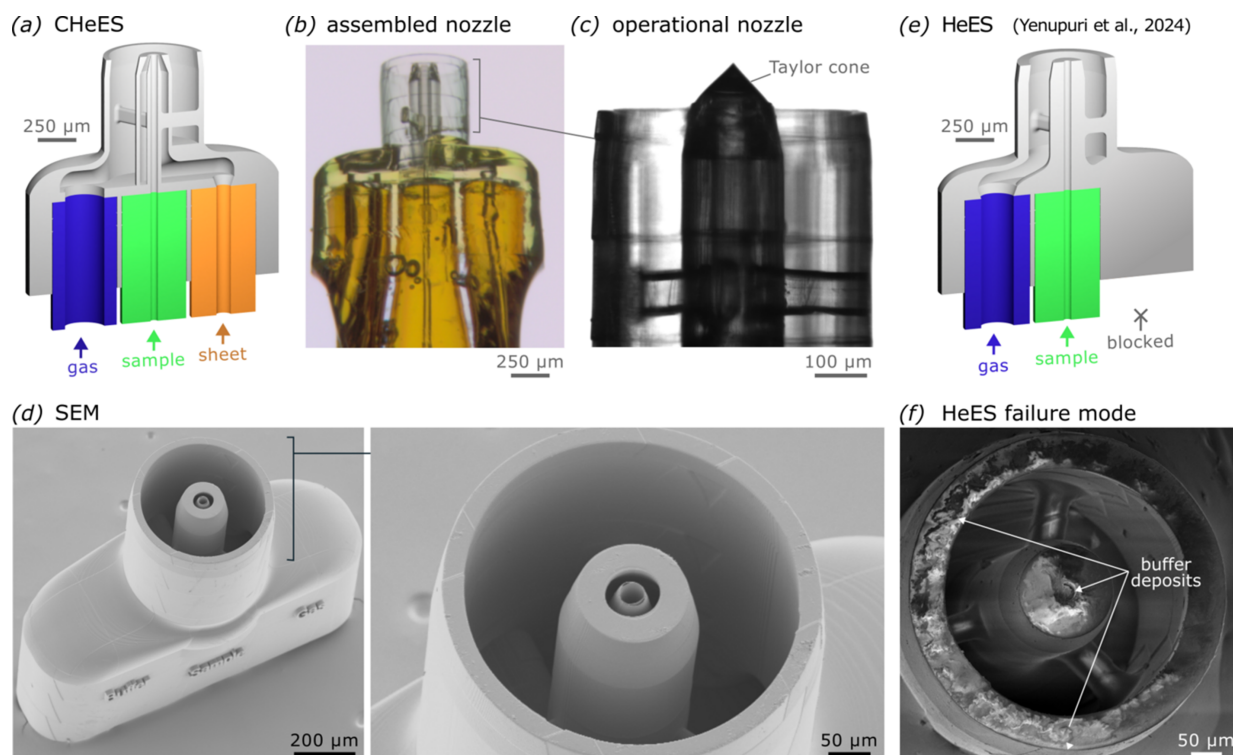 (a) CHeES
(b) assembled nozzle
(c) operational nozzle
(e) HeES (Yenupuri et al., 2024)
Taylor cone
250 μm
250 μm
gas
sample
sheet
250 μm
100 μm
gas
sample
blocked
(d) SEM
(f) HeES failure mode
buffer
deposits
sample
200 μm
50 μm
50 μm